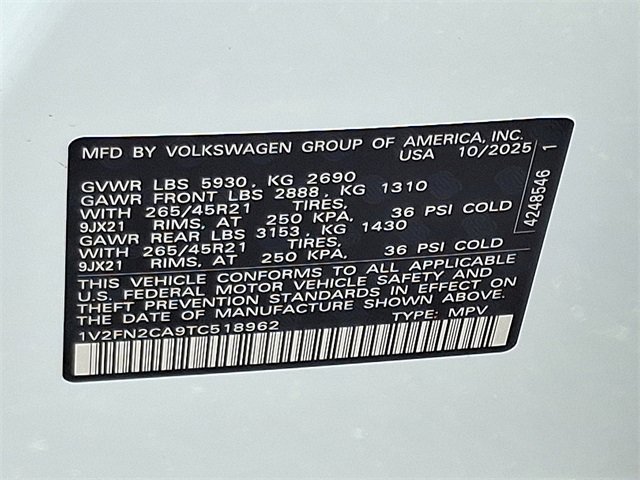 MFD BY VOLKSWAGEN GROUP OF AMERICA, INC.
USA 10/2025
GVWR LBS 5930, KG 2690
GAWR FRONT LBS 2888, KG 1310
WITH 265/45R21 TIRES,
9JX21 RIMS, AT 250 KPA, 36 PSI COLD
GAWR REAR LBS 3153, KG 1430
WITH 265/45R21 TIRES,
9JX21 RIMS, AT 250 KPA, 36 PSI COLD
THIS VEHICLE CONFORMS TO ALL APPLICABLE
U.S. FEDERAL MOTOR VEHICLE SAFETY AND
THEFT PREVENTION STANDARDS IN EFFECT ON
THE DATE OF MANUFACTURE SHOWN ABOVE.
1V2FN2CA9TC518962 TYPE: MPV
4248546 1